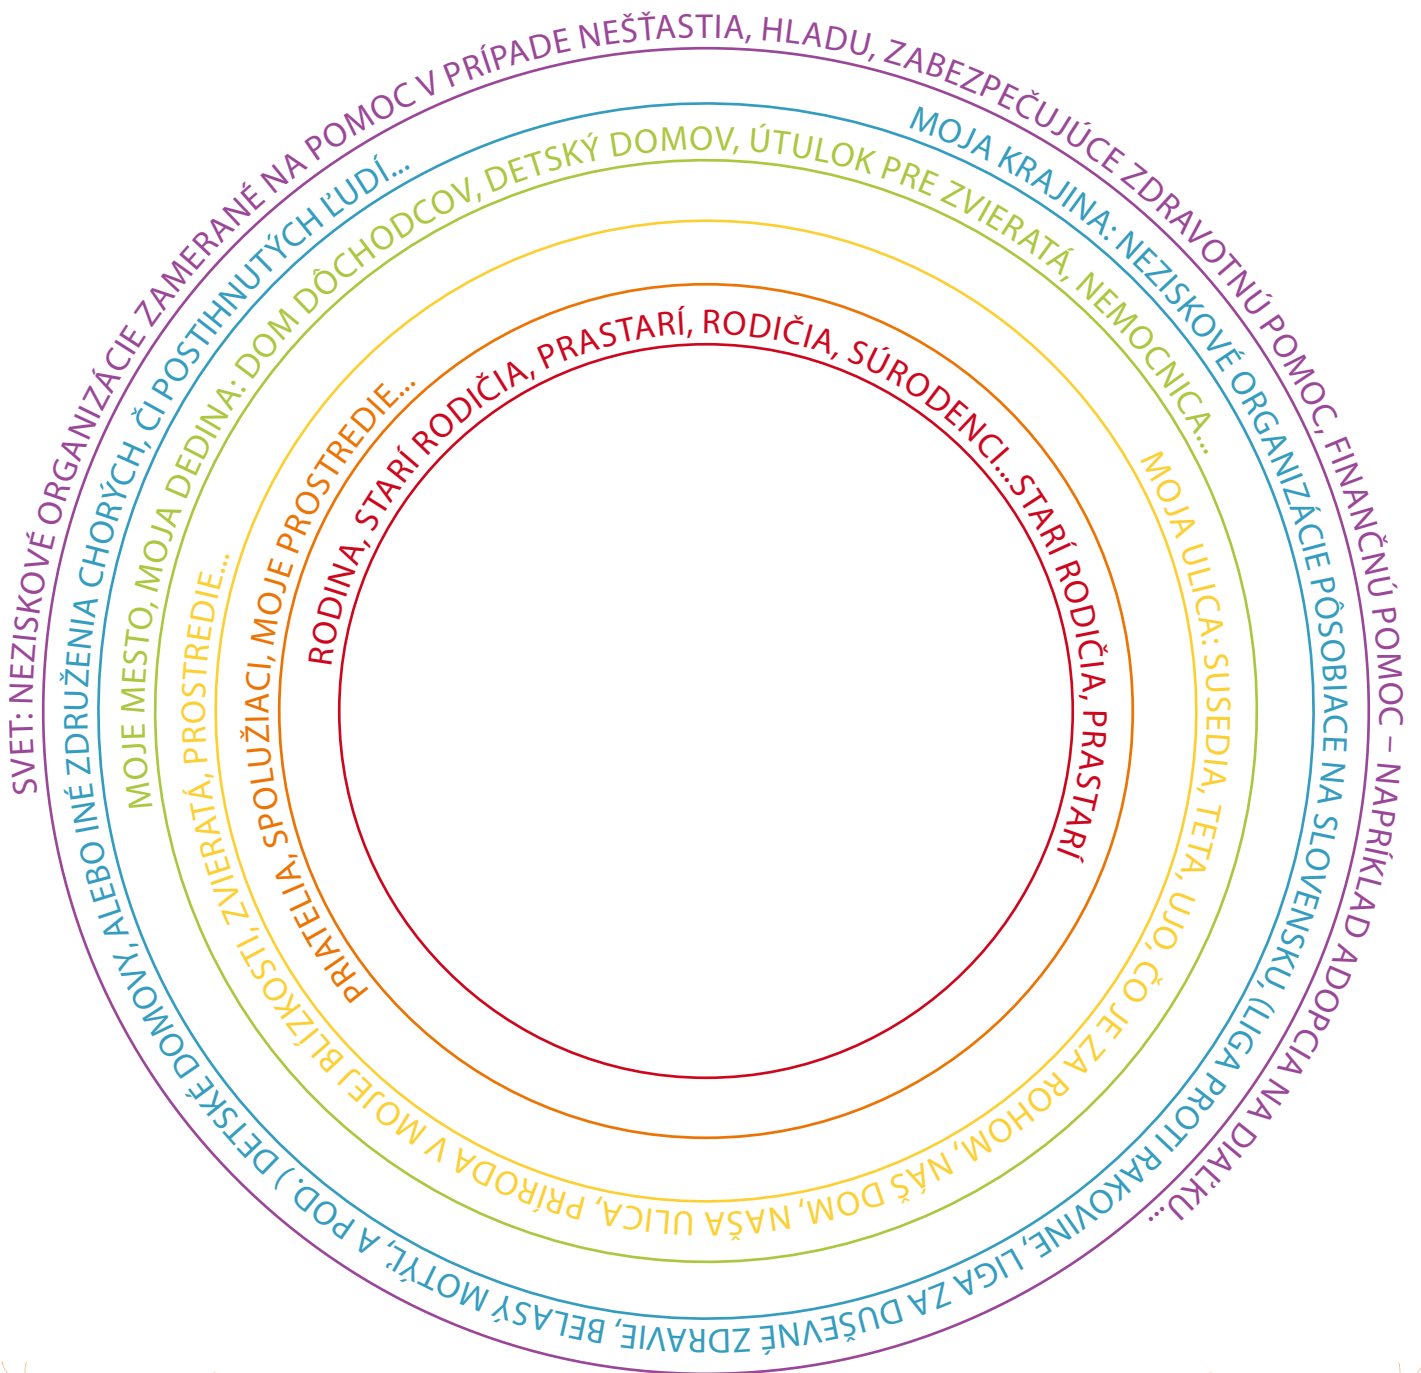 SVET: NEZISKOVÉ ORGANIZÁCIE ZAMERANÉ NA POMOC V PRÍPADE NEŠŤASTIA, HLADU, ZABEZPEČUJÚCE ZDRAVOTNÚ POMOC, FINANČNÚ POMOC – NAPRÍKLAD ADOPCIA NA DIAĽKU...
MOJA KRAJINA: NEZISKOVÉ ORGANIZÁCIE PÔSOBIACE NA SLOVENSKU, (LIGA PROTI RAKOVINE, LIGA ZA DUŠEVNÉ ZDRAVIE, BELASÝ MOTÝĽ, A POD. ) DETSKÉ DOMOVY, ALEBO INÉ ZDRUŽENIA CHORÝCH, ČI POSTIHNUTÝCH ĽUDÍ...
MOJE MESTO, MOJA DEDINA: DOM DÔCHODCOV, DETSKÝ DOMOV, ÚTULOK PRE ZVIERATÁ, NEMOCNICA...
MOJA ULICA: SUSEDIA, TETA, UJO, ČO JE ZA ROHOM, NÁŠ DOM, NAŠA ULICA, PRÍRODA V MOJEJ BLÍZKOSTI, ZVIERATÁ, PROSTREDIE...
PRIATELIA, SPOLUŽIACI, MOJE PROSTREDIE...
RODINA, STARÍ RODIČIA, PRASTARÍ, RODIČIA, SÚRODENCI...STARÍ RODIČIA, PRASTARÍ